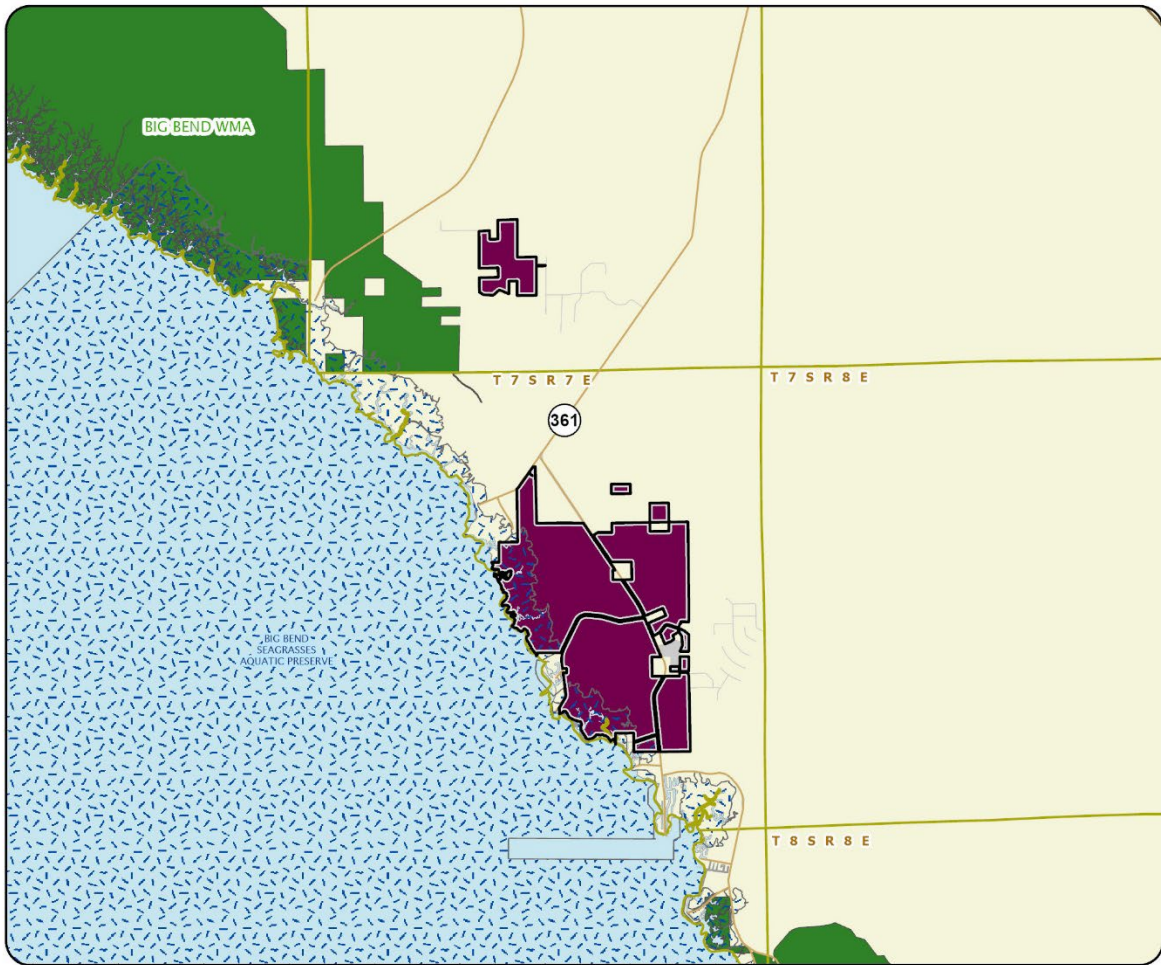 BIG BEND WMA
T 7 S R 7 E
T 7 S R 8 E
361
BIG BEND
SEAGRASSES
AQUATIC PRESERVE
T 8 S R 8 E